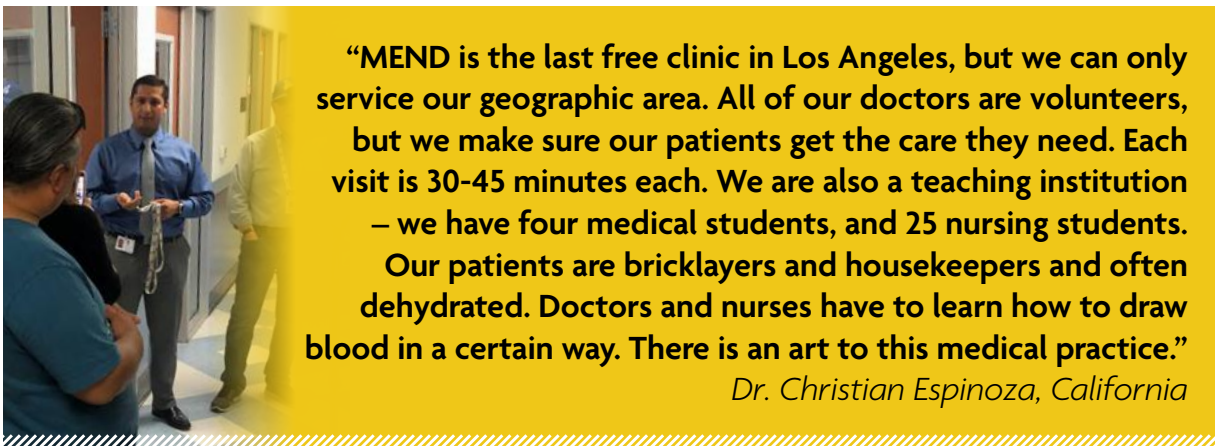 “MEND is the last free clinic in Los Angeles, but we can only
service our geographic area. All of our doctors are volunteers,
but we make sure our patients get the care they need. Each
visit is 30-45 minutes each. We are also a teaching institution
– we have four medical students, and 25 nursing students.
Our patients are bricklayers and housekeepers and often
dehydrated. Doctors and nurses have to learn how to draw
blood in a certain way. There is an art to this medical practice.”
Dr. Christian Espinoza, California